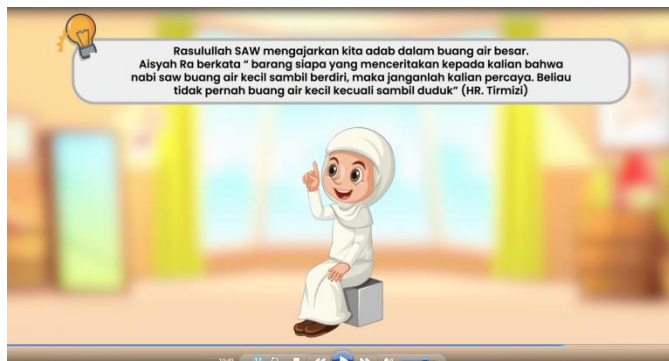 Rasulullah SAW mengajarkan kita adab dalam buang air besar.
Aisyah Ra berkata “ barang siapa yang menceritakan kepada kalian bahwa
nabi saw buang air kecil sambil berdiri, maka janganlah kalian percaya. Beliau
tidak pernah buang air kecil kecuali sambil duduk” (HR. Tirmizi)